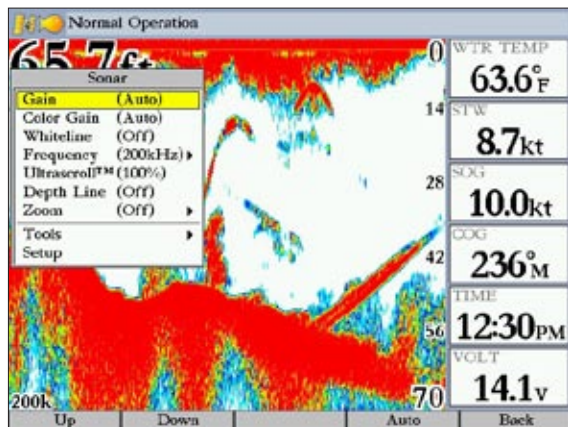 Normal Operation
65.7ft
Sonar
Gain (Auto)
Color Gain (Auto)
Whiteline (Off)
Frequency (200kHz)
Ultrascroll™ (100%)
Depth Line (Off)
Zoom (Off)
Tools
Setup
0
14
28
42
56
70
200k
WTR TEMP
63.6°F
STW
8.7kt
SOG
10.0kt
COG
236°M
TIME
12:30PM
VOLT
14.1v
Up Down Auto Back